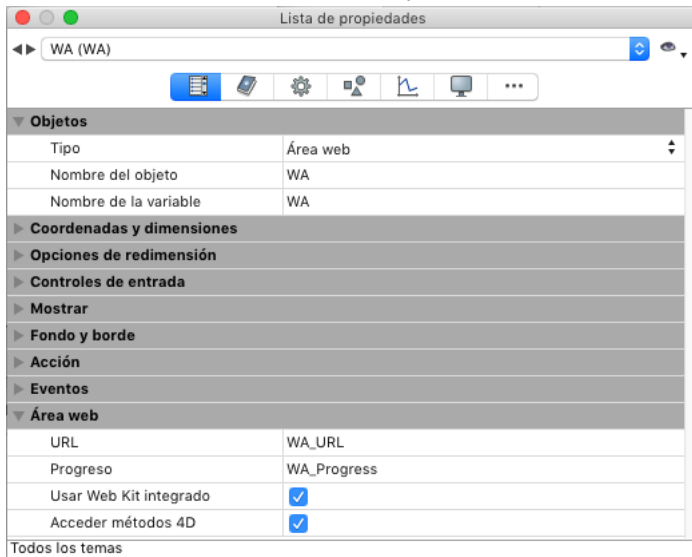 Lista de propiedades
WA (WA)
Objetos
Tipo Área web
Nombre del objeto WA
Nombre de la variable WA
Coordenadas y dimensiones
Opciones de redimensión
Controles de entrada
Mostrar
Fondo y borde
Acción
Eventos
Área web
URL WA_URL
Progreso WA_Progress
Usar Web Kit integrado
Acceder métodos 4D
Todos los temas